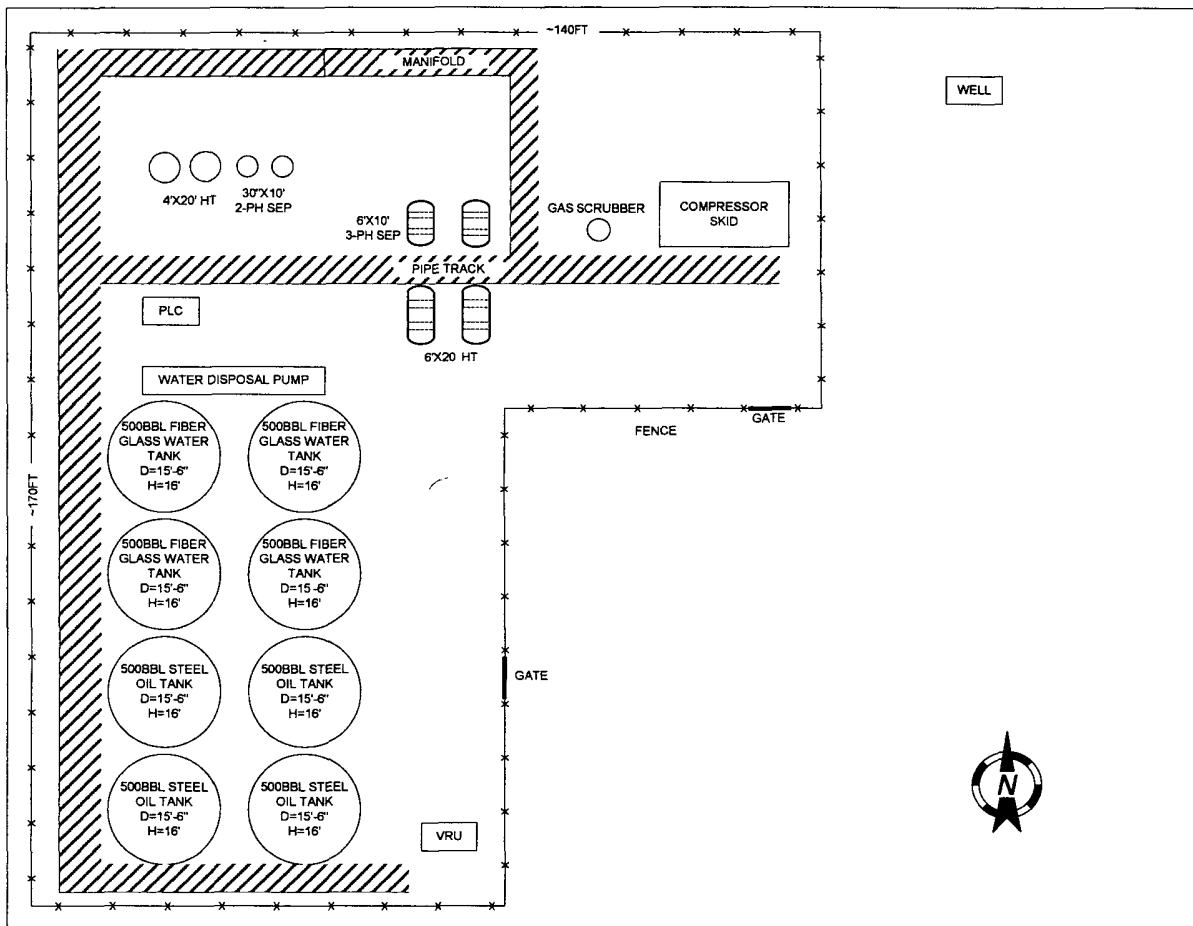 ~140FT
MANIFOLD
WELL
4'X20' HT
30"X10'
2-PH SEP
6'X10'
3-PH SEP
GAS SCRUBBER
COMPRESSOR
SKID
PIPE TRACK
PLC
6'X20 HT
WATER DISPOSAL PUMP
GATE
FENCE
~170FT
500BBL FIBER
GLASS WATER
TANK
D=15'-6"
H=16'
500BBL FIBER
GLASS WATER
TANK
D=15'-6"
H=16'
500BBL FIBER
GLASS WATER
TANK
D=15'-6"
H=16'
500BBL FIBER
GLASS WATER
TANK
D=15-6"
H=16'
500BBL STEEL
OIL TANK
D=15'-6"
H=16'
500BBL STEEL
OIL TANK
D=15'-6"
H=16'
GATE
500BBL STEEL
OIL TANK
D=15'-6"
H=16'
500BBL STEEL
OIL TANK
D=15'-6"
H=16'
VRU
N